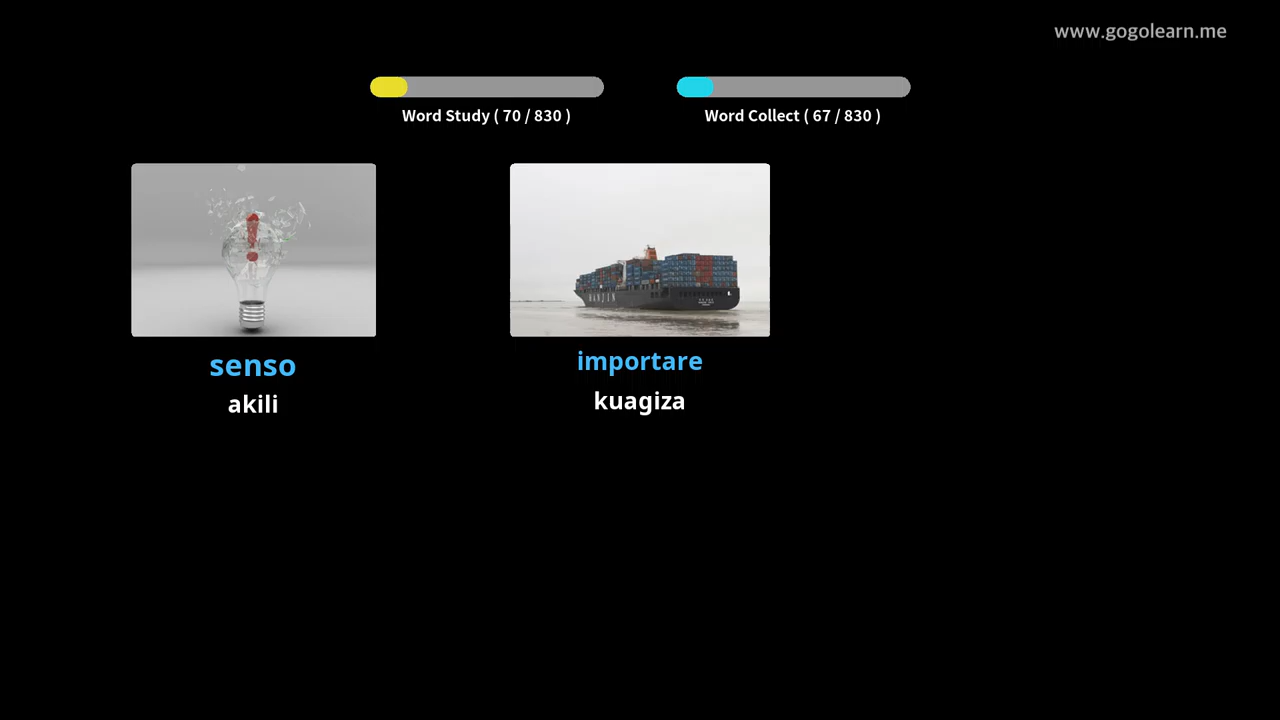 www.gogolearn.me
Word Study ( 70 / 830 )
Word Collect ( 67 / 830 )
senso
akili
importare
kuagiza